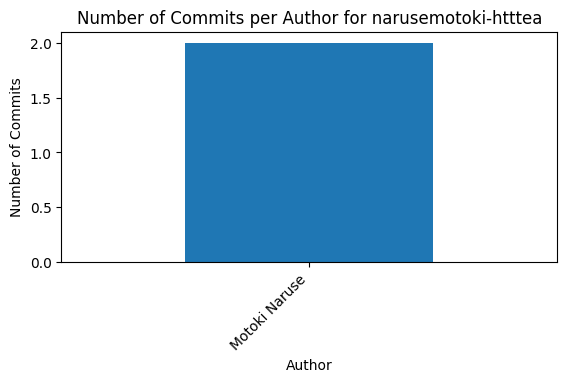 Number of Commits per Author for narusemotoki-htttea
Number of Commits
2.0
1.5
1.0
0.5
0.0
Motoki Naruse
Author